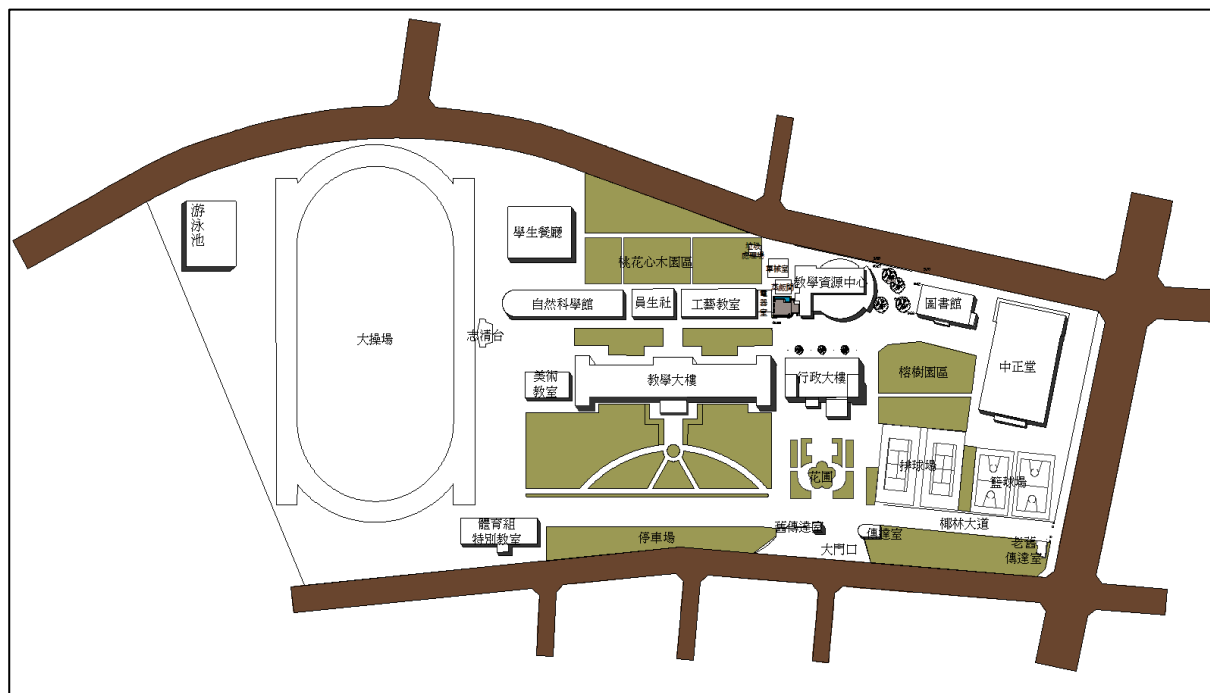 游
泳
池
學生餐廳
桃花心木園區
教學資源中心
自然科學館
員生社
工藝教室
圖書館
大操場
志清台
中正堂
美術
教室
教學大樓
行政大樓
榕樹園區
排球場
籃球場
花圃
體育組
特別教室
停車場
舊傳達室
傳達室
椰林大道
大門口
老舊
傳達室